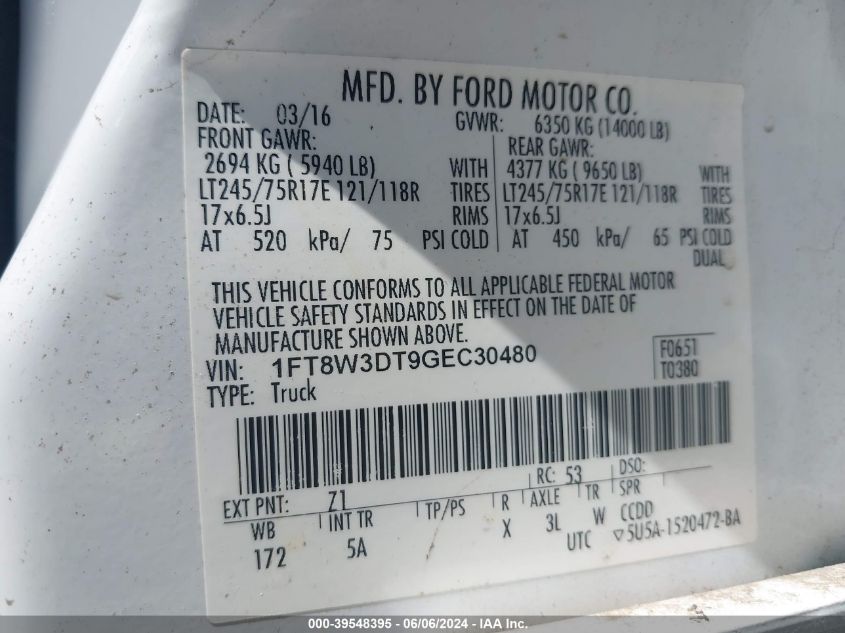 MFD. BY FORD MOTOR CO.
DATE: 03/16 GVWR: 6350 KG (14000 LB)
FRONT GAWR: REAR GAWR:
2694 KG ( 5940 LB) WITH 4377 KG ( 9650 LB) WITH
LT245/75R17E 121/118R TIRES LT245/75R17E 121/118R TIRES
17x6.5J RIMS 17x6.5J RIMS
AT 520 kPa/ 75 PSI COLD AT 450 kPa/ 65 PSI COLD
DUAL
THIS VEHICLE CONFORMS TO ALL APPLICABLE FEDERAL MOTOR
VEHICLE SAFETY STANDARDS IN EFFECT ON THE DATE OF
MANUFACTURE SHOWN ABOVE.
VIN: 1FT8W3DT9GEC30480 F0651
TYPE: Truck T0380
EXT PNT: Z1 RC: 53 DSO:
WB INT TR TP/PS R AXLE TR SPR
172 5A X 3L W CCDD
UTC ▽5U5A-1520472-BA
000-39548395 - 06/06/2024 - IAA Inc.